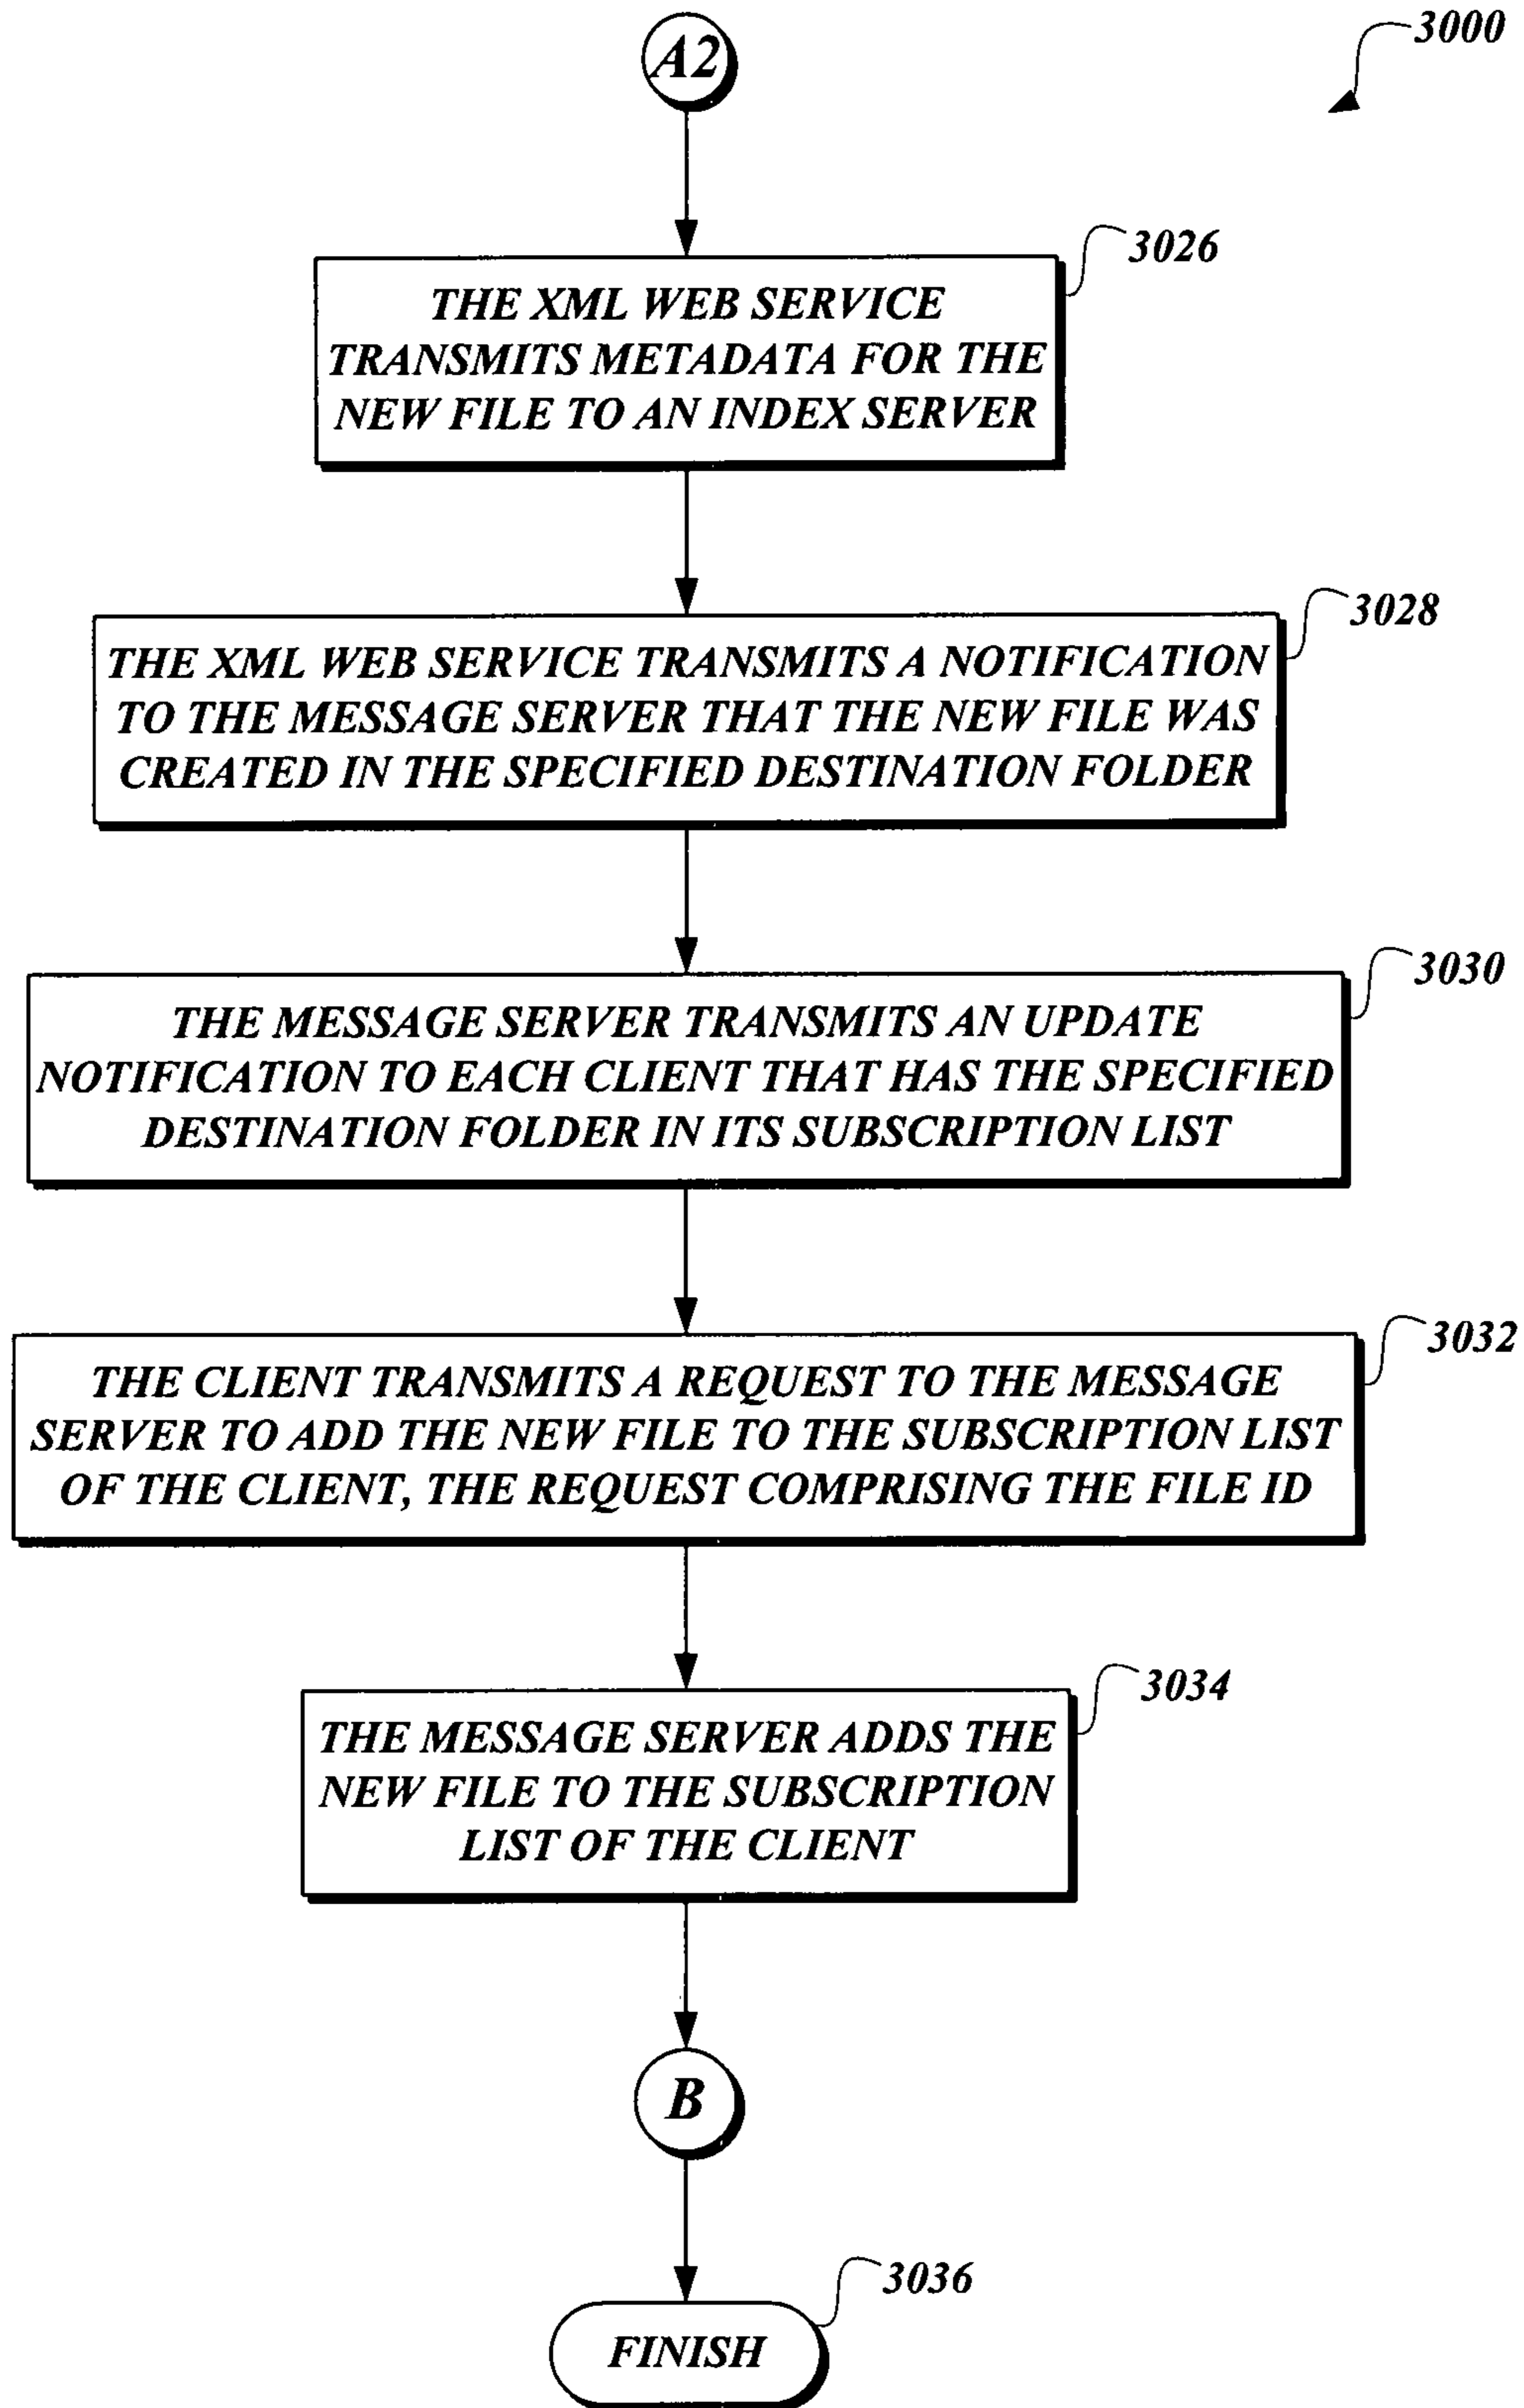 A2
3000
3026
THE XML WEB SERVICE
TRANSMITS METADATA FOR THE
NEW FILE TO AN INDEX SERVER
3028
THE XML WEB SERVICE TRANSMITS A NOTIFICATION
TO THE MESSAGE SERVER THAT THE NEW FILE WAS
CREATED IN THE SPECIFIED DESTINATION FOLDER
3030
THE MESSAGE SERVER TRANSMITS AN UPDATE
NOTIFICATION TO EACH CLIENT THAT HAS THE SPECIFIED
DESTINATION FOLDER IN ITS SUBSCRIPTION LIST
3032
THE CLIENT TRANSMITS A REQUEST TO THE MESSAGE
SERVER TO ADD THE NEW FILE TO THE SUBSCRIPTION LIST
OF THE CLIENT, THE REQUEST COMPRISING THE FILE ID
3034
THE MESSAGE SERVER ADDS THE
NEW FILE TO THE SUBSCRIPTION
LIST OF THE CLIENT
B
3036
FINISH